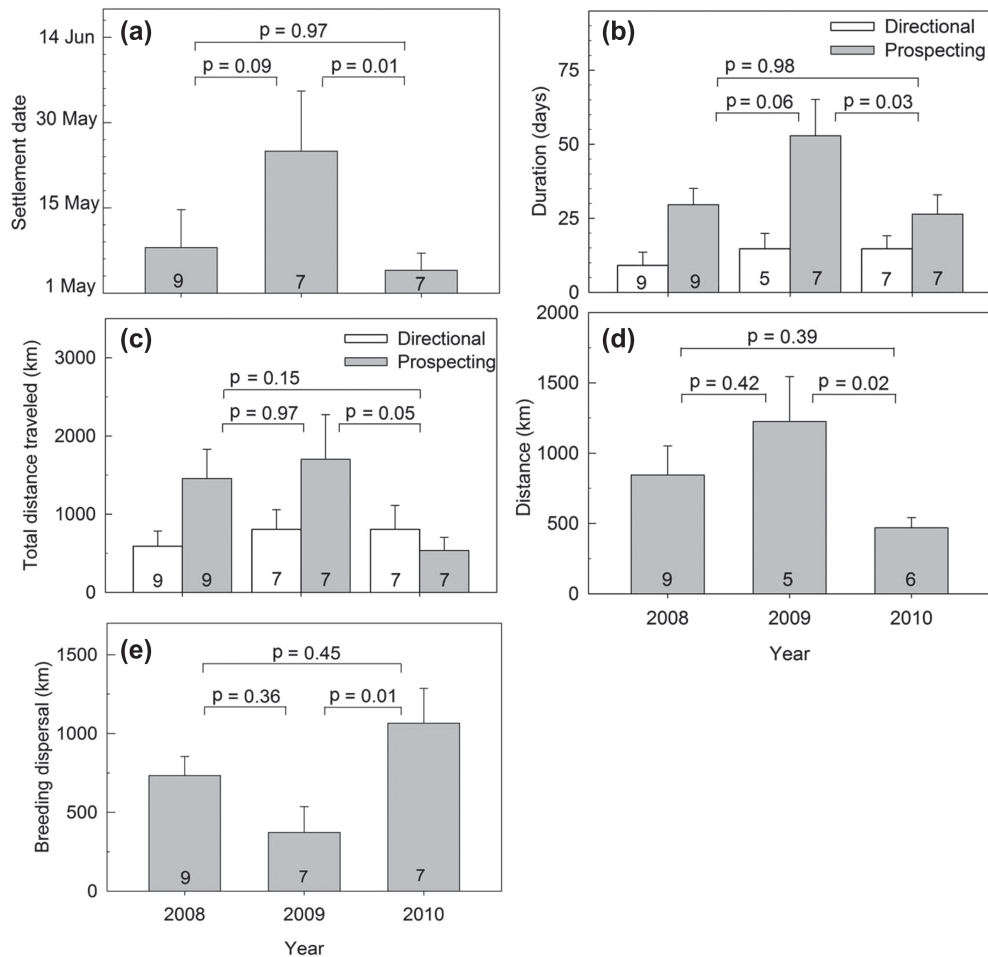 (a)
Settlement date
14 Jun
30 May
15 May
1 May
p = 0.97
p = 0.09
p = 0.01
9
7
7
(b)
Directional
Prospecting
Duration (days)
75
50
25
0
p = 0.98
p = 0.06
p = 0.03
9
9
5
7
7
7
(c)
Directional
Prospecting
Total distance traveled (km)
3000
2000
1000
0
p = 0.15
p = 0.97
p = 0.05
9
9
7
7
7
7
(d)
Distance (km)
2000
1500
1000
500
0
p = 0.39
p = 0.42
p = 0.02
9
5
6
2008
2009
2010
Year
(e)
Breeding dispersal (km)
1500
1000
500
0
p = 0.45
p = 0.36
p = 0.01
9
7
7
2008
2009
2010
Year